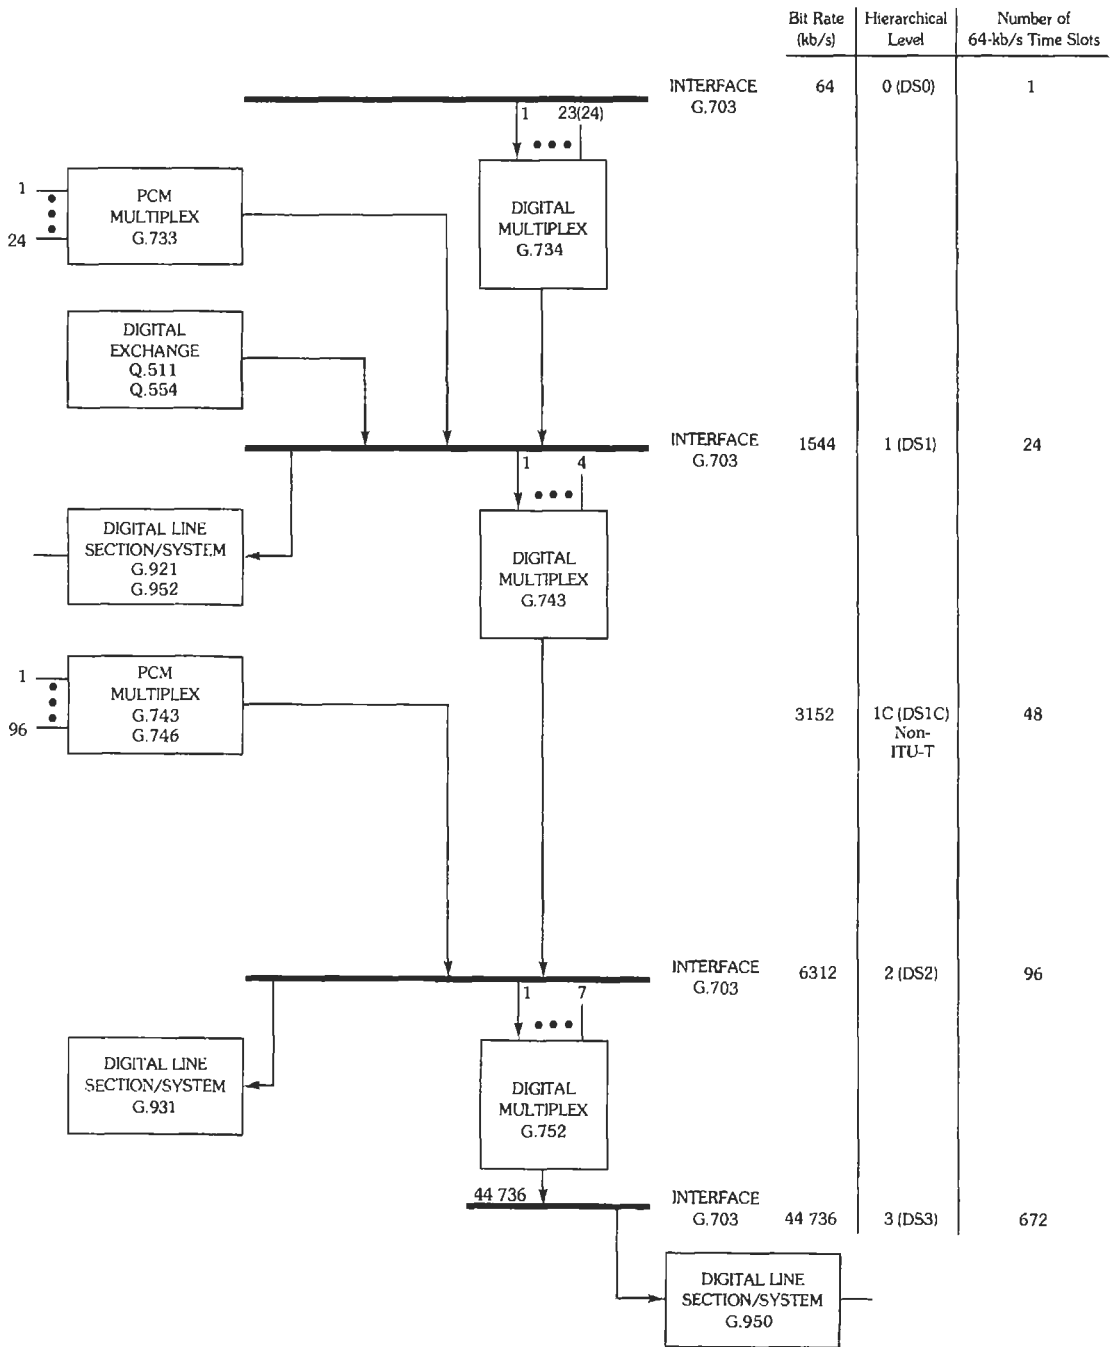 Bit Rate
(kb/s)
Hierarchical
Level
Number of
64-kb/s Time Slots
INTERFACE
G.703
64
0 (DS0)
1
1
23(24)
1
24
PCM
MULTIPLEX
G.733
DIGITAL
MULTIPLEX
G.734
DIGITAL
EXCHANGE
Q.511
Q.554
INTERFACE
G.703
1544
1 (DS1)
24
1
4
DIGITAL LINE
SECTION/SYSTEM
G.921
G.952
DIGITAL
MULTIPLEX
G.743
1
96
PCM
MULTIPLEX
G.743
G.746
3152
1C (DS1C)
Non-
ITU-T
48
INTERFACE
G.703
6312
2 (DS2)
96
1
7
DIGITAL LINE
SECTION/SYSTEM
G.931
DIGITAL
MULTIPLEX
G.752
44 736
INTERFACE
G.703
44 736
3 (DS3)
672
DIGITAL LINE
SECTION/SYSTEM
G.950